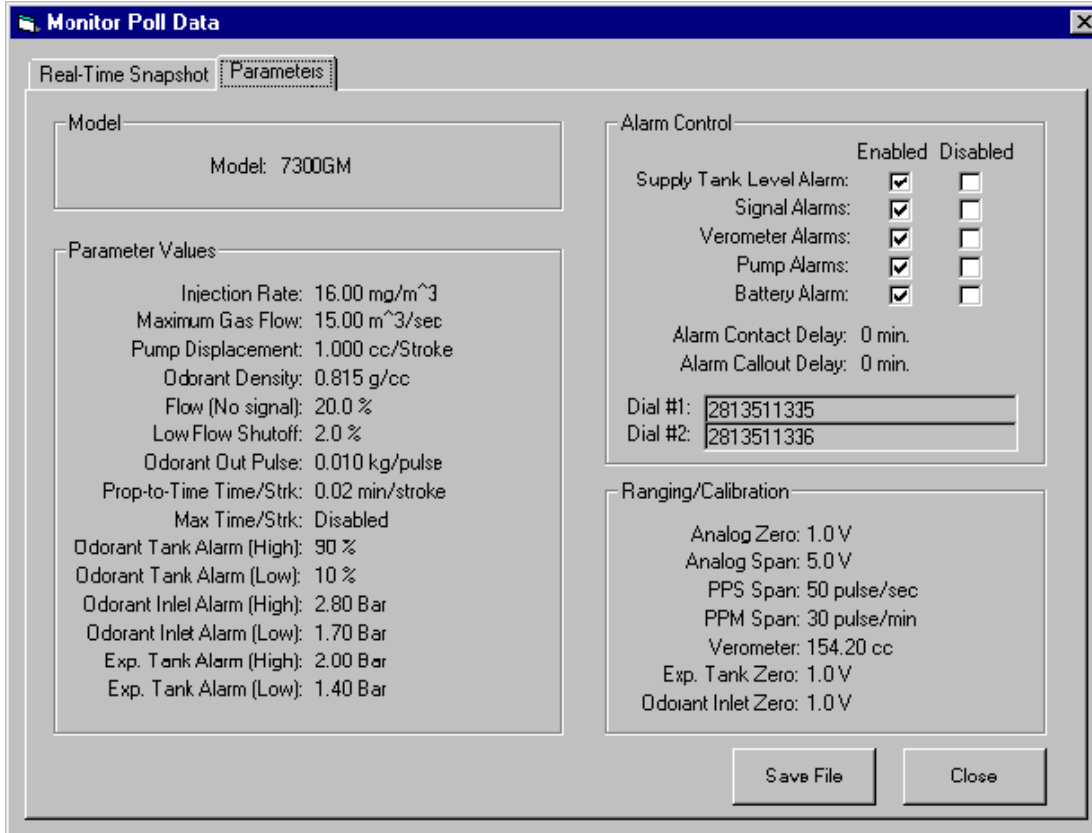 Monitor Poll Data
Real-Time Snapshot
Parameters
Model
Model: 7300GM
Parameter Values
Injection Rate: 16.00 mg/m^3
Maximum Gas Flow: 15.00 m^3/sec
Pump Displacement: 1.000 cc/Stroke
Odorant Density: 0.815 g/cc
Flow (No signal): 20.0 %
Low Flow Shutoff: 2.0 %
Odorant Out Pulse: 0.010 kg/pulse
Prop-to-Time Time/Strk: 0.02 min/stroke
Max Time/Strk: Disabled
Odorant Tank Alarm (High): 90 %
Odorant Tank Alarm (Low): 10 %
Odorant Inlet Alarm (High): 2.80 Bar
Odorant Inlet Alarm (Low): 1.70 Bar
Exp. Tank Alarm (High): 2.00 Bar
Exp. Tank Alarm (Low): 1.40 Bar
Alarm Control
Enabled Disabled
Supply Tank Level Alarm:
Signal Alarms:
Verometer Alarms:
Pump Alarms:
Battery Alarm:
Alarm Contact Delay: 0 min.
Alarm Callout Delay: 0 min.
Dial #1: 2813511335
Dial #2: 2813511336
Ranging/Calibration
Analog Zero: 1.0 V
Analog Span: 5.0 V
PPS Span: 50 pulse/sec
PPM Span: 30 pulse/min
Verometer: 154.20 cc
Exp. Tank Zero: 1.0 V
Odorant Inlet Zero: 1.0 V
Save File
Close